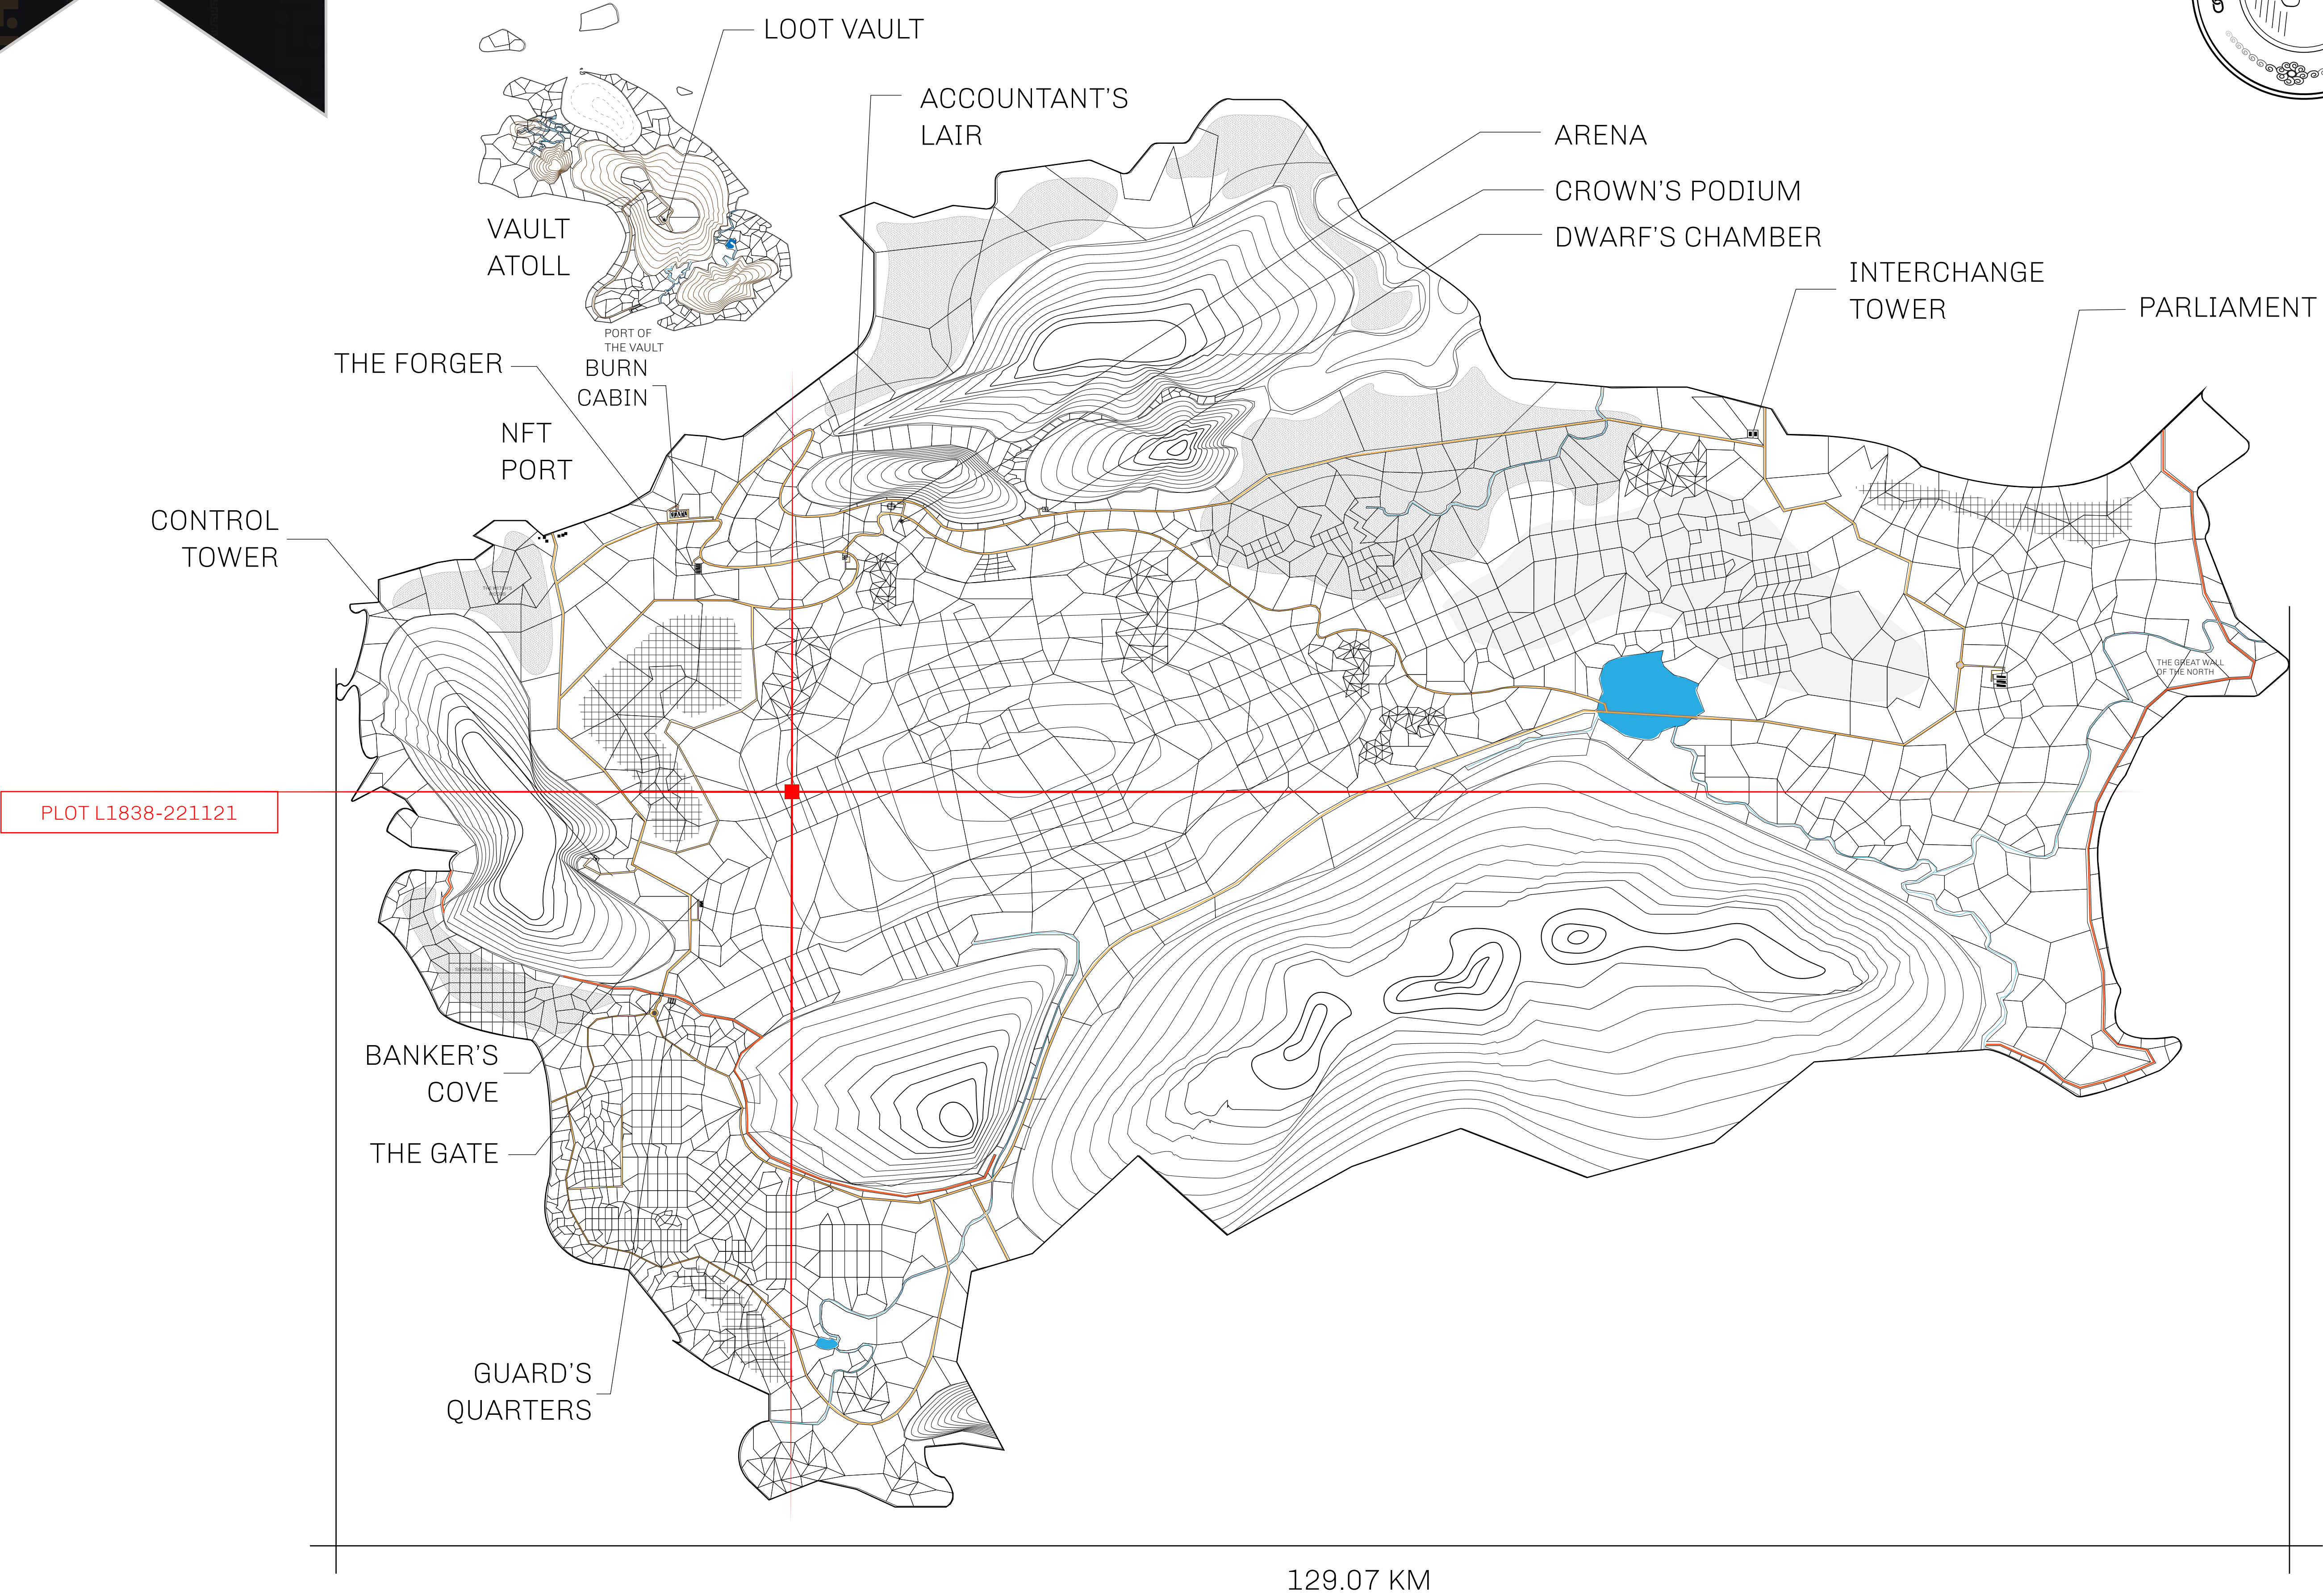 LOOT VAULT
ACCOUNTANT'S
LAIR
ARENA
CROWN'S PODIUM
DWARF'S CHAMBER
VAULT
ATOLL
INTERCHANGE
TOWER
PARLIAMENT
PORT OF
THE VAULT
THE FORGER
BURN
CABIN
NFT
PORT
CONTROL
TOWER
THE GREAT WALL
OF THE NORTH
PLOT L1838-221121
SOUTH RESERVE
BANKER'S
COVE
THE GATE
GUARD'S
QUARTERS
129.07 KM